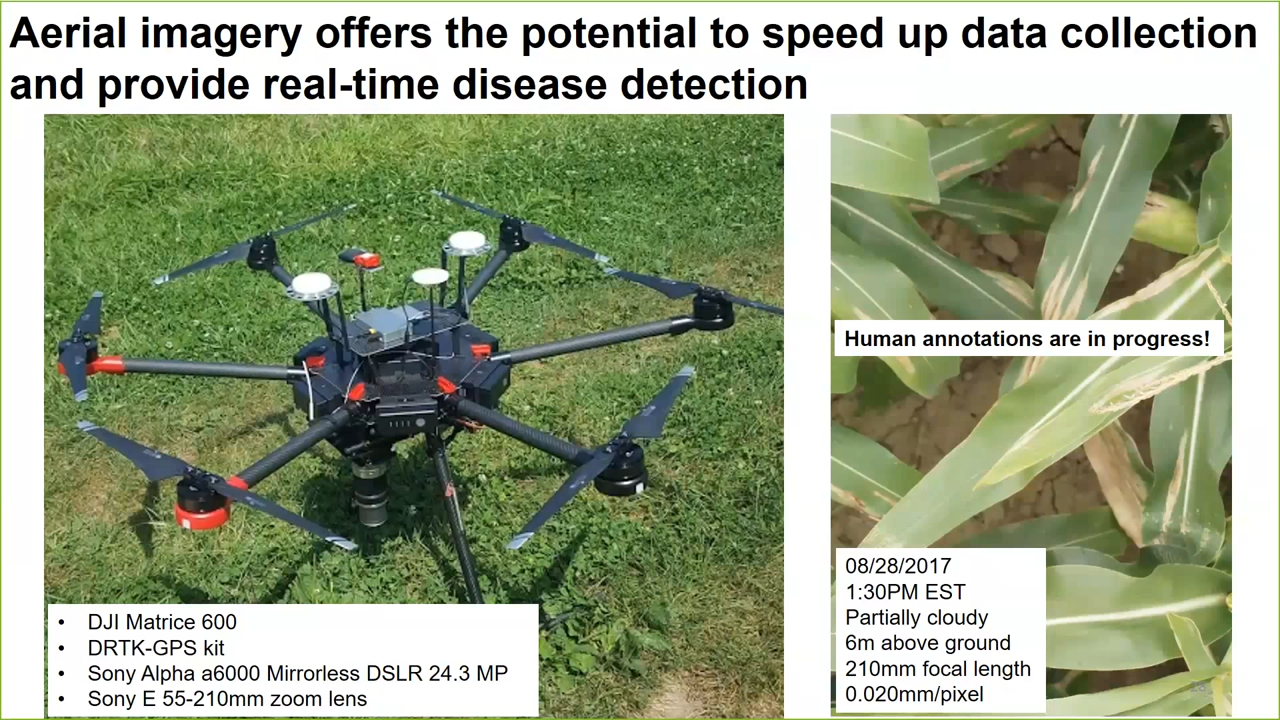 Aerial imagery offers the potential to speed up data collection
and provide real-time disease detection
Human annotations are in progress!
• DJI Matrice 600
• DRTK-GPS kit
• Sony Alpha a6000 Mirrorless DSLR 24.3 MP
• Sony E 55-210mm zoom lens
08/28/2017
1:30PM EST
Partially cloudy
6m above ground
210mm focal length
0.020mm/pixel